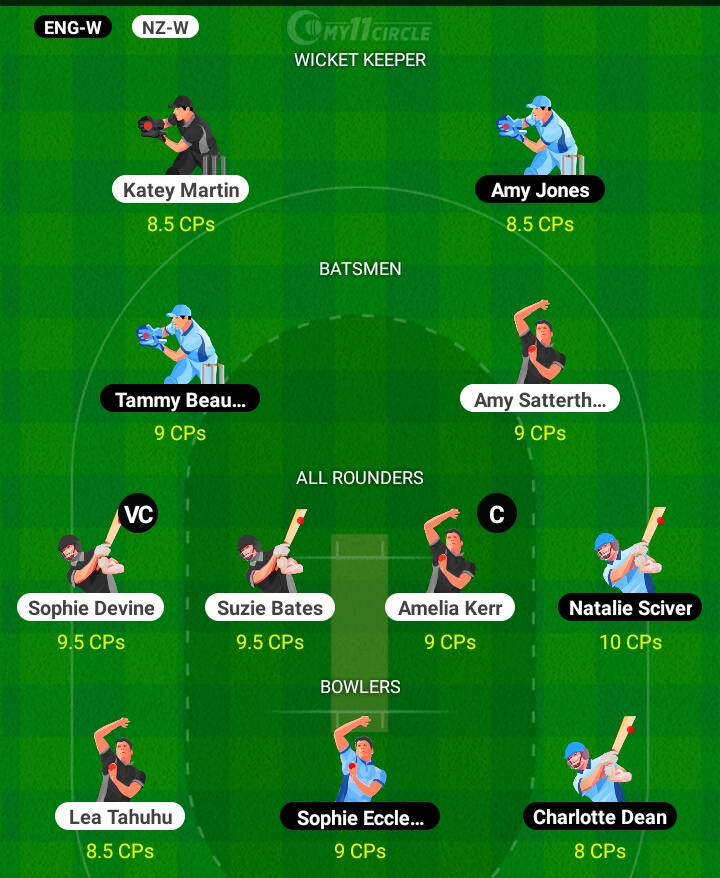 ENG-W NZ-W MY11CIRCLE
WICKET KEEPER
Katey Martin Amy Jones
8.5 CPs 8.5 CPs
BATSMEN
Tammy Beau... Amy Satterth...
9 CPs 9 CPs
ALL ROUNDERS
VC C
Sophie Devine Suzie Bates Amelia Kerr Natalie Sciver
9.5 CPs 9.5 CPs 9 CPs 10 CPs
BOWLERS
Lea Tahuhu Sophie Eccle... Charlotte Dean
8.5 CPs 9 CPs 8 CPs